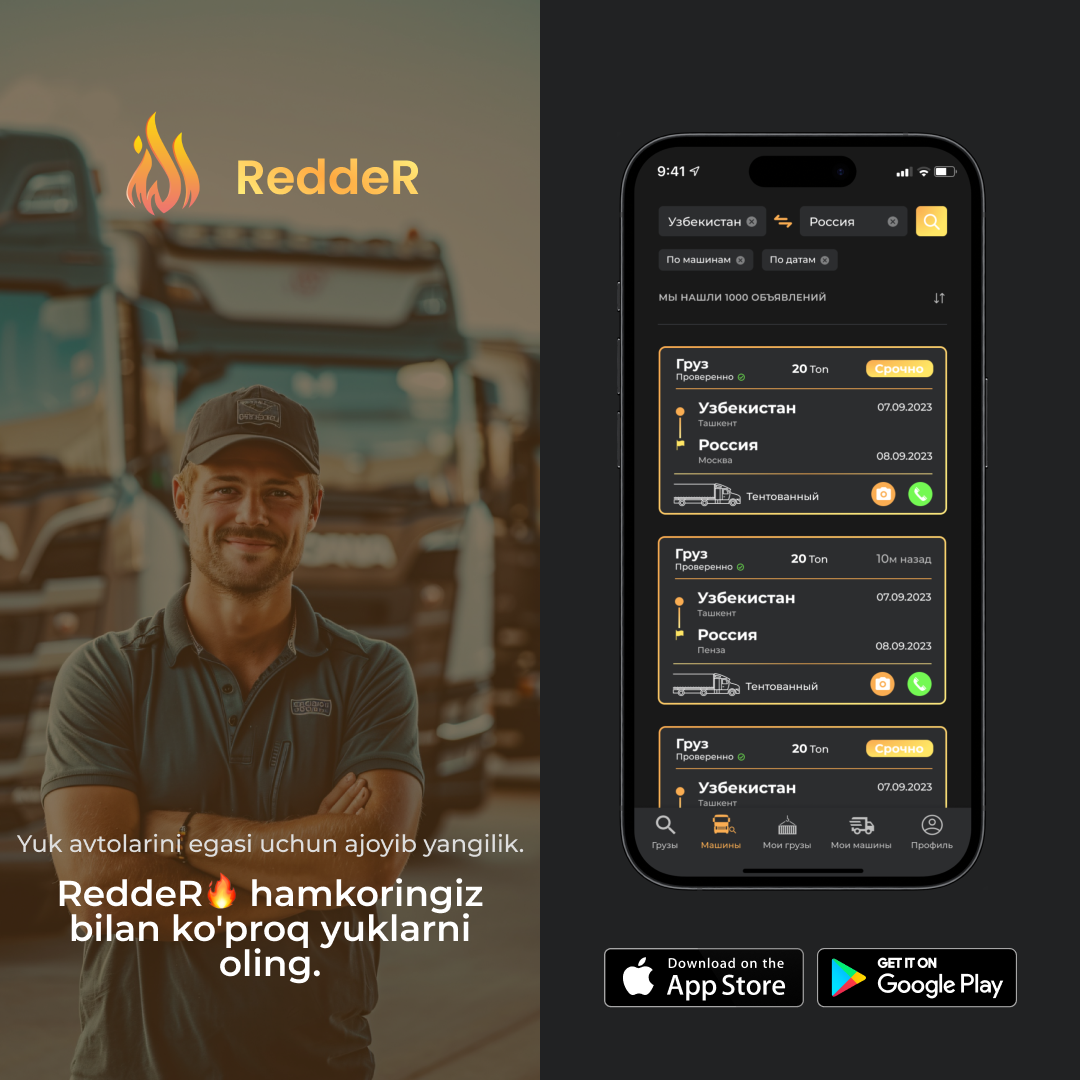 ReddeR
Yuk avtolarini egasi uchun ajoyib yangilik.
ReddeR🔥 hamkoringiz
bilan ko'proq yuklarni
oling.
9:41
Узбекистан
Россия
По машинам
По датам
МЫ НАШЛИ 1000 ОБЪЯВЛЕНИЙ
Груз
20 Топ
Срочно
Проверенно
Узбекистан
07.09.2023
Ташкент
Россия
Москва
08.09.2023
Тентованный
Груз
20 Топ
10м назад
Проверенно
Узбекистан
07.09.2023
Ташкент
Россия
Пенза
08.09.2023
Тентованный
Груз
20 Топ
Срочно
Проверенно
Узбекистан
07.09.2023
Ташкент
Грузы
Машины
Мои грузы
Мои машины
Профиль
Download on the
App Store
GET IT ON
Google Play